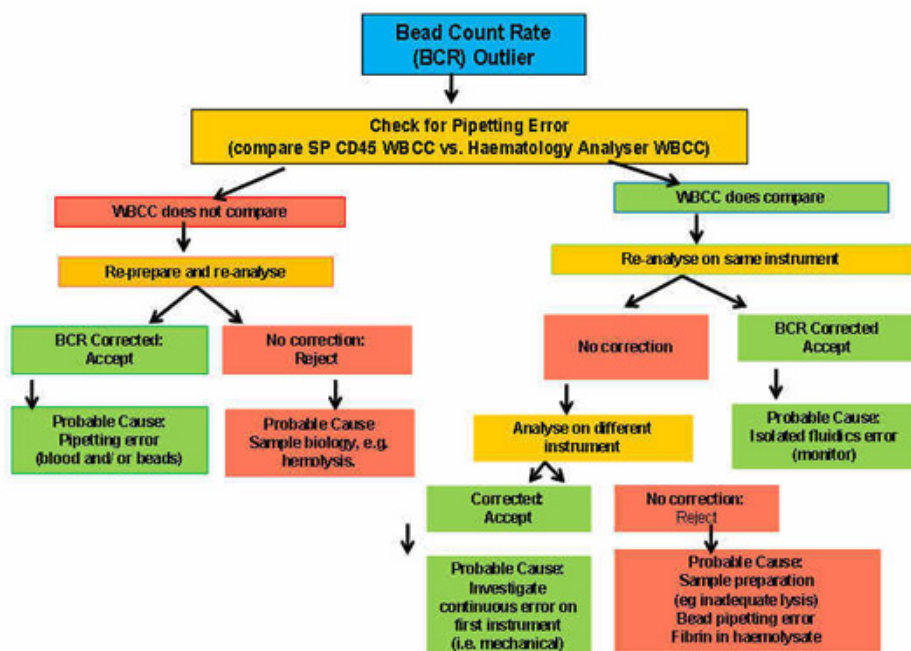 Bead Count Rate
(BCR) Outlier
Check for Pipetting Error
(compare SP CD45 WBCC vs. Haematology Analyser WBCC)
WBCC does not compare
WBCC does compare
Re-prepare and re-analyse
Re-analyse on same instrument
BCR Corrected:
Accept
No correction:
Reject
No correction
BCR Corrected
Accept
Probable Cause:
Pipetting error
(blood and/ or beads)
Probable Cause
Sample biology, e.g.
hemolysis.
Analyse on different
instrument
Probable Cause:
Isolated fluidics error
(monitor)
Corrected:
Accept
No correction:
Reject
Probable Cause:
Investigate
continuous error on
first instrument
(i.e. mechanical)
Probable Cause:
Sample preparation
(eg inadequate lysis)
Bead pipetting error
Fibrin in haemolysate